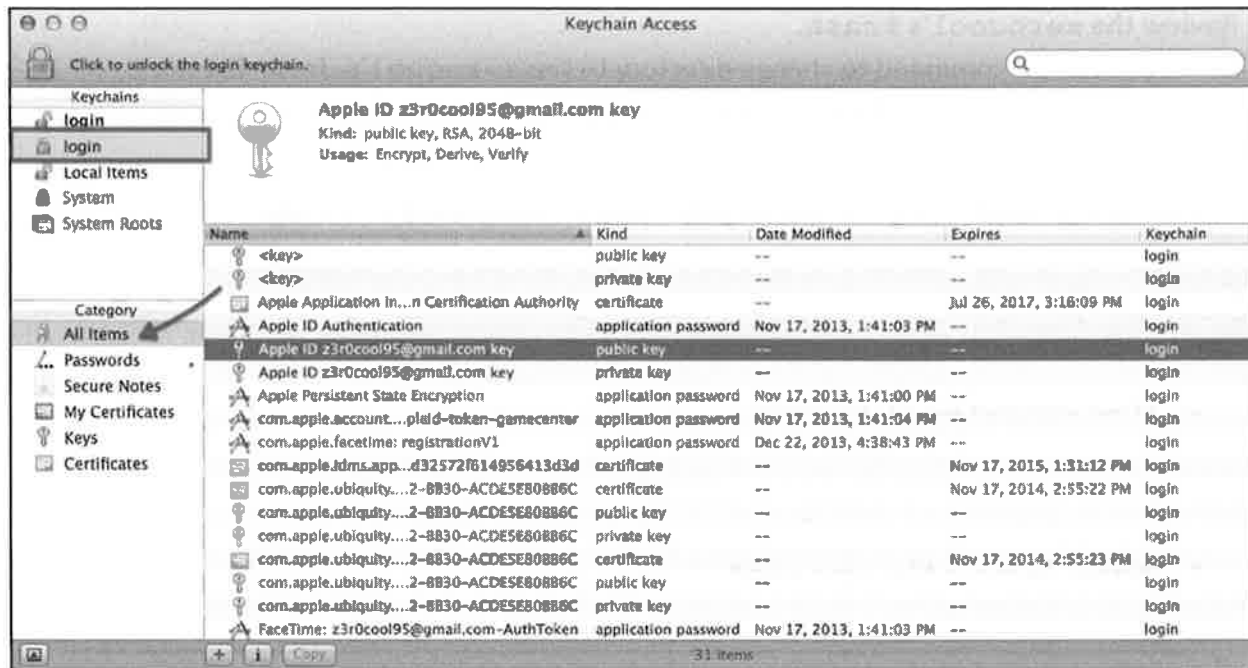 Keychain Access
Click to unlock the login keychain.
Keychains
login
login
Local Items
System
System Roots
Category
All Items
Passwords
Secure Notes
My Certificates
Keys
Certificates
Apple ID z3r0cool95@gmail.com key
Kind: public key, RSA, 2048-bit
Usage: Encrypt, Derive, Verify
Name Kind Date Modified Expires Keychain
<key> public key -- -- login
<key> private key -- -- login
Apple Application In...n Certification Authority certificate -- Jul 26, 2017, 3:16:09 PM login
Apple ID Authentication application password Nov 17, 2013, 1:41:03 PM -- login
Apple ID z3r0cool95@gmail.com key public key -- -- login
Apple ID z3r0cool95@gmail.com key private key -- -- login
Apple Persistent State Encryption application password Nov 17, 2013, 1:41:00 PM -- login
com.apple.account....pleid-token-gamecenter application password Nov 17, 2013, 1:41:04 PM -- login
com.apple.facetime: registrationV1 application password Dec 22, 2013, 4:38:43 PM -- login
com.apple.idms.app...d32572f614956413d3d certificate -- Nov 17, 2015, 1:31:12 PM login
com.apple.ubiquity....2-8B30-ACDE5E80886C certificate -- Nov 17, 2014, 2:55:22 PM login
com.apple.ubiquity....2-8B30-ACDE5E80886C public key -- -- login
com.apple.ubiquity....2-8B30-ACDE5E80886C private key -- -- login
com.apple.ubiquity....2-8B30-ACDE5E80886C certificate -- Nov 17, 2014, 2:55:23 PM login
com.apple.ubiquity....2-8B30-ACDE5E80886C public key -- -- login
com.apple.ubiquity....2-8B30-ACDE5E80886C private key -- -- login
FaceTime: z3r0cool95@gmail.com-AuthToken application password Nov 17, 2013, 1:41:03 PM -- login
Copy
31 items